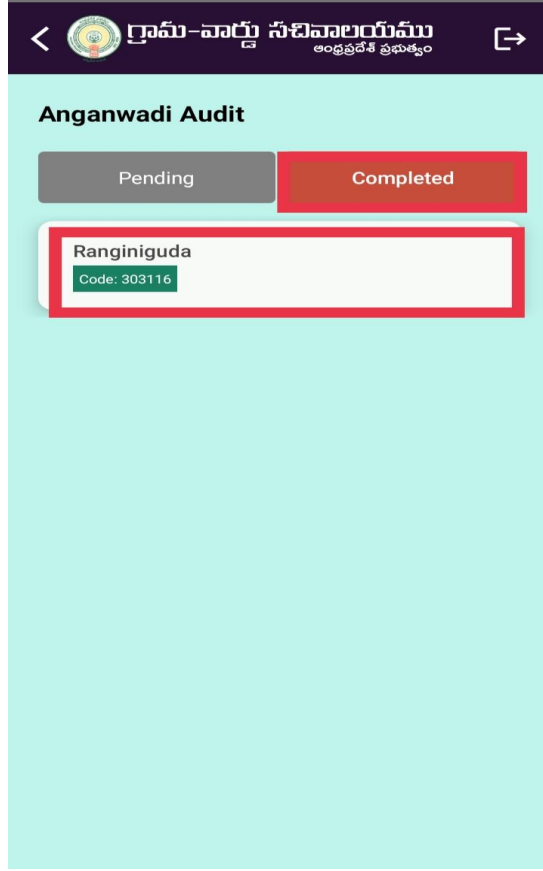 గ్రామ-వార్డు సచివాలయము
ఆంధ్రప్రదేశ్ ప్రభుత్వం
Anganwadi Audit
Pending
Completed
Ranginiguda
Code: 303116